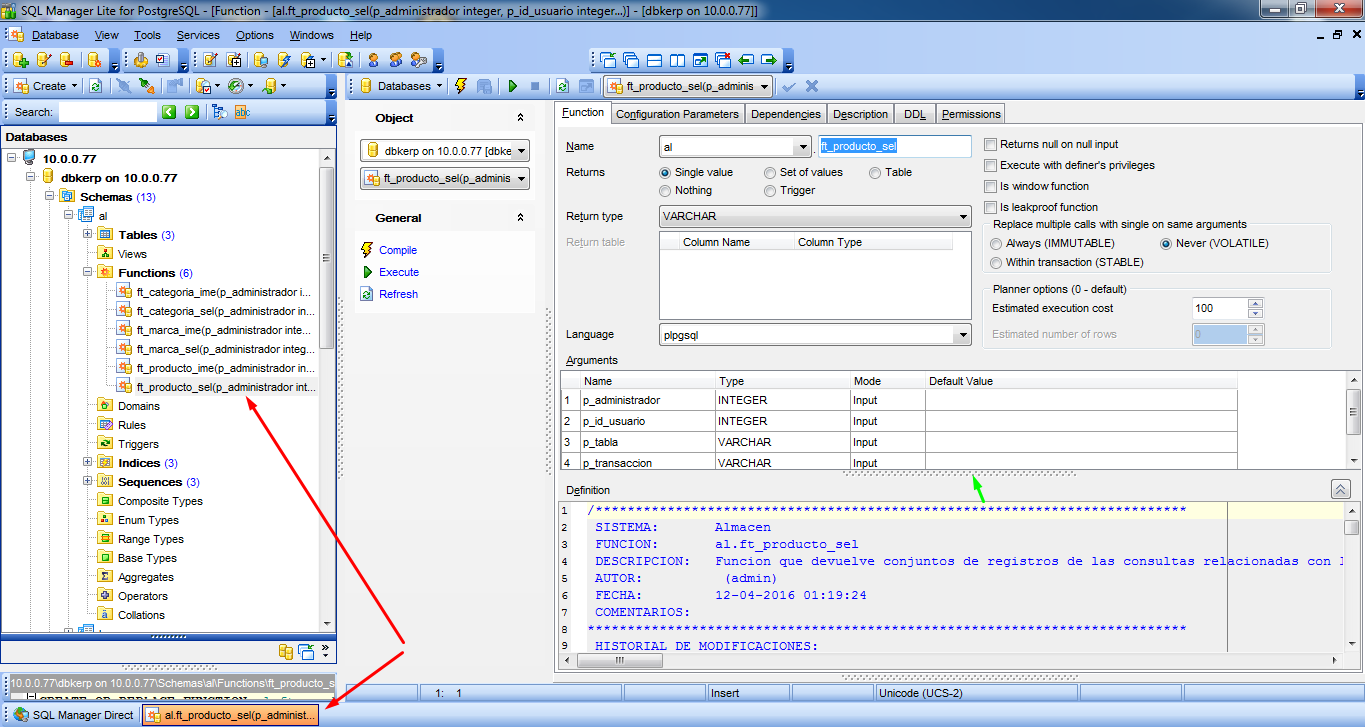 SQL Manager Lite for PostgreSQL - [Function - [al.ft_producto_sel(p_administrador integer, p_id_usuario integer...)] - [dbkerp on 10.0.0.77]]
Database View Tools Services Options Windows Help
Create
Databases
ft_producto_sel(p_adminis
Search:
Databases
10.0.0.77
dbkerp on 10.0.0.77
Schemas (13)
al
Tables (3)
Views
Functions (6)
ft_categoria_ime(p_administrador i...
ft_categoria_sel(p_administrador in...
ft_marca_ime(p_administrador inte...
ft_marca_sel(p_administrador integ...
ft_producto_ime(p_administrador in...
ft_producto_sel(p_administrador int...
Domains
Rules
Triggers
Indices (3)
Sequences (3)
Composite Types
Enum Types
Range Types
Base Types
Aggregates
Operators
Collations
Object
dbkerp on 10.0.0.77 [dbke
ft_producto_sel(p_adminis
General
Compile
Execute
Refresh
Function Configuration Parameters Dependencies Description DDL Permissions
Name al . ft_producto_sel
Returns Single value Set of values Table
Nothing Trigger
Return type VARCHAR
Return table Column Name Column Type
Language plpgsql
Returns null on null input
Execute with definer's privileges
Is window function
Is leakproof function
Replace multiple calls with single on same arguments
Always (IMMUTABLE) Never (VOLATILE)
Within transaction (STABLE)
Planner options (0 - default)
Estimated execution cost 100
Estimated number of rows 0
Arguments
Name Type Mode Default Value
1 p_administrador INTEGER Input
2 p_id_usuario INTEGER Input
3 p_tabla VARCHAR Input
4 p_transaccion VARCHAR Input
Definition
1 /**************************************************************************
2 SISTEMA: Almacen
3 FUNCION: al.ft_producto_sel
4 DESCRIPCION: Funcion que devuelve conjuntos de registros de las consultas relacionadas con l
5 AUTOR: (admin)
6 FECHA: 12-04-2016 01:19:24
7 COMENTARIOS:
8 ***************************************************************************
9 HISTORIAL DE MODIFICACIONES:
10.0.0.77\dbkerp on 10.0.0.77\Schemas\al\Functions\ft_producto_s
1: 1 Insert Unicode (UCS-2)
SQL Manager Direct al.ft_producto_sel(p_administ...